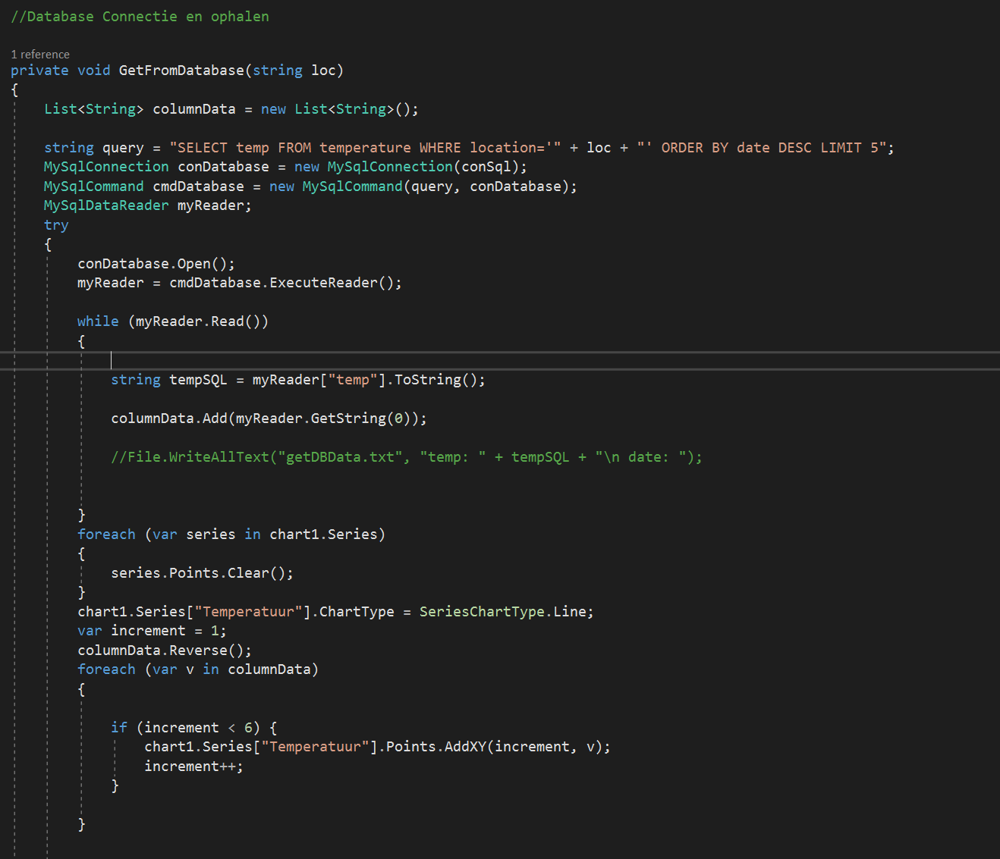 //Database Connectie en ophalen
1 reference
private void GetFromDatabase(string loc)
{
List<String> columnData = new List<String>();
string query = "SELECT temp FROM temperature WHERE location='" + loc + "' ORDER BY date DESC LIMIT 5";
MySqlConnection conDatabase = new MySqlConnection(conSql);
MySqlCommand cmdDatabase = new MySqlCommand(query, conDatabase);
MySqlDataReader myReader;
try
{
conDatabase.Open();
myReader = cmdDatabase.ExecuteReader();
while (myReader.Read())
{
string tempSQL = myReader["temp"].ToString();
columnData.Add(myReader.GetString(0));
//File.WriteAllText("getDBData.txt", "temp: " + tempSQL + "\n date: ");
}
foreach (var series in chart1.Series)
{
series.Points.Clear();
}
chart1.Series["Temperatuur"].ChartType = SeriesChartType.Line;
var increment = 1;
columnData.Reverse();
foreach (var v in columnData)
{
if (increment < 6) {
chart1.Series["Temperatuur"].Points.AddXY(increment, v);
increment++;
}
}